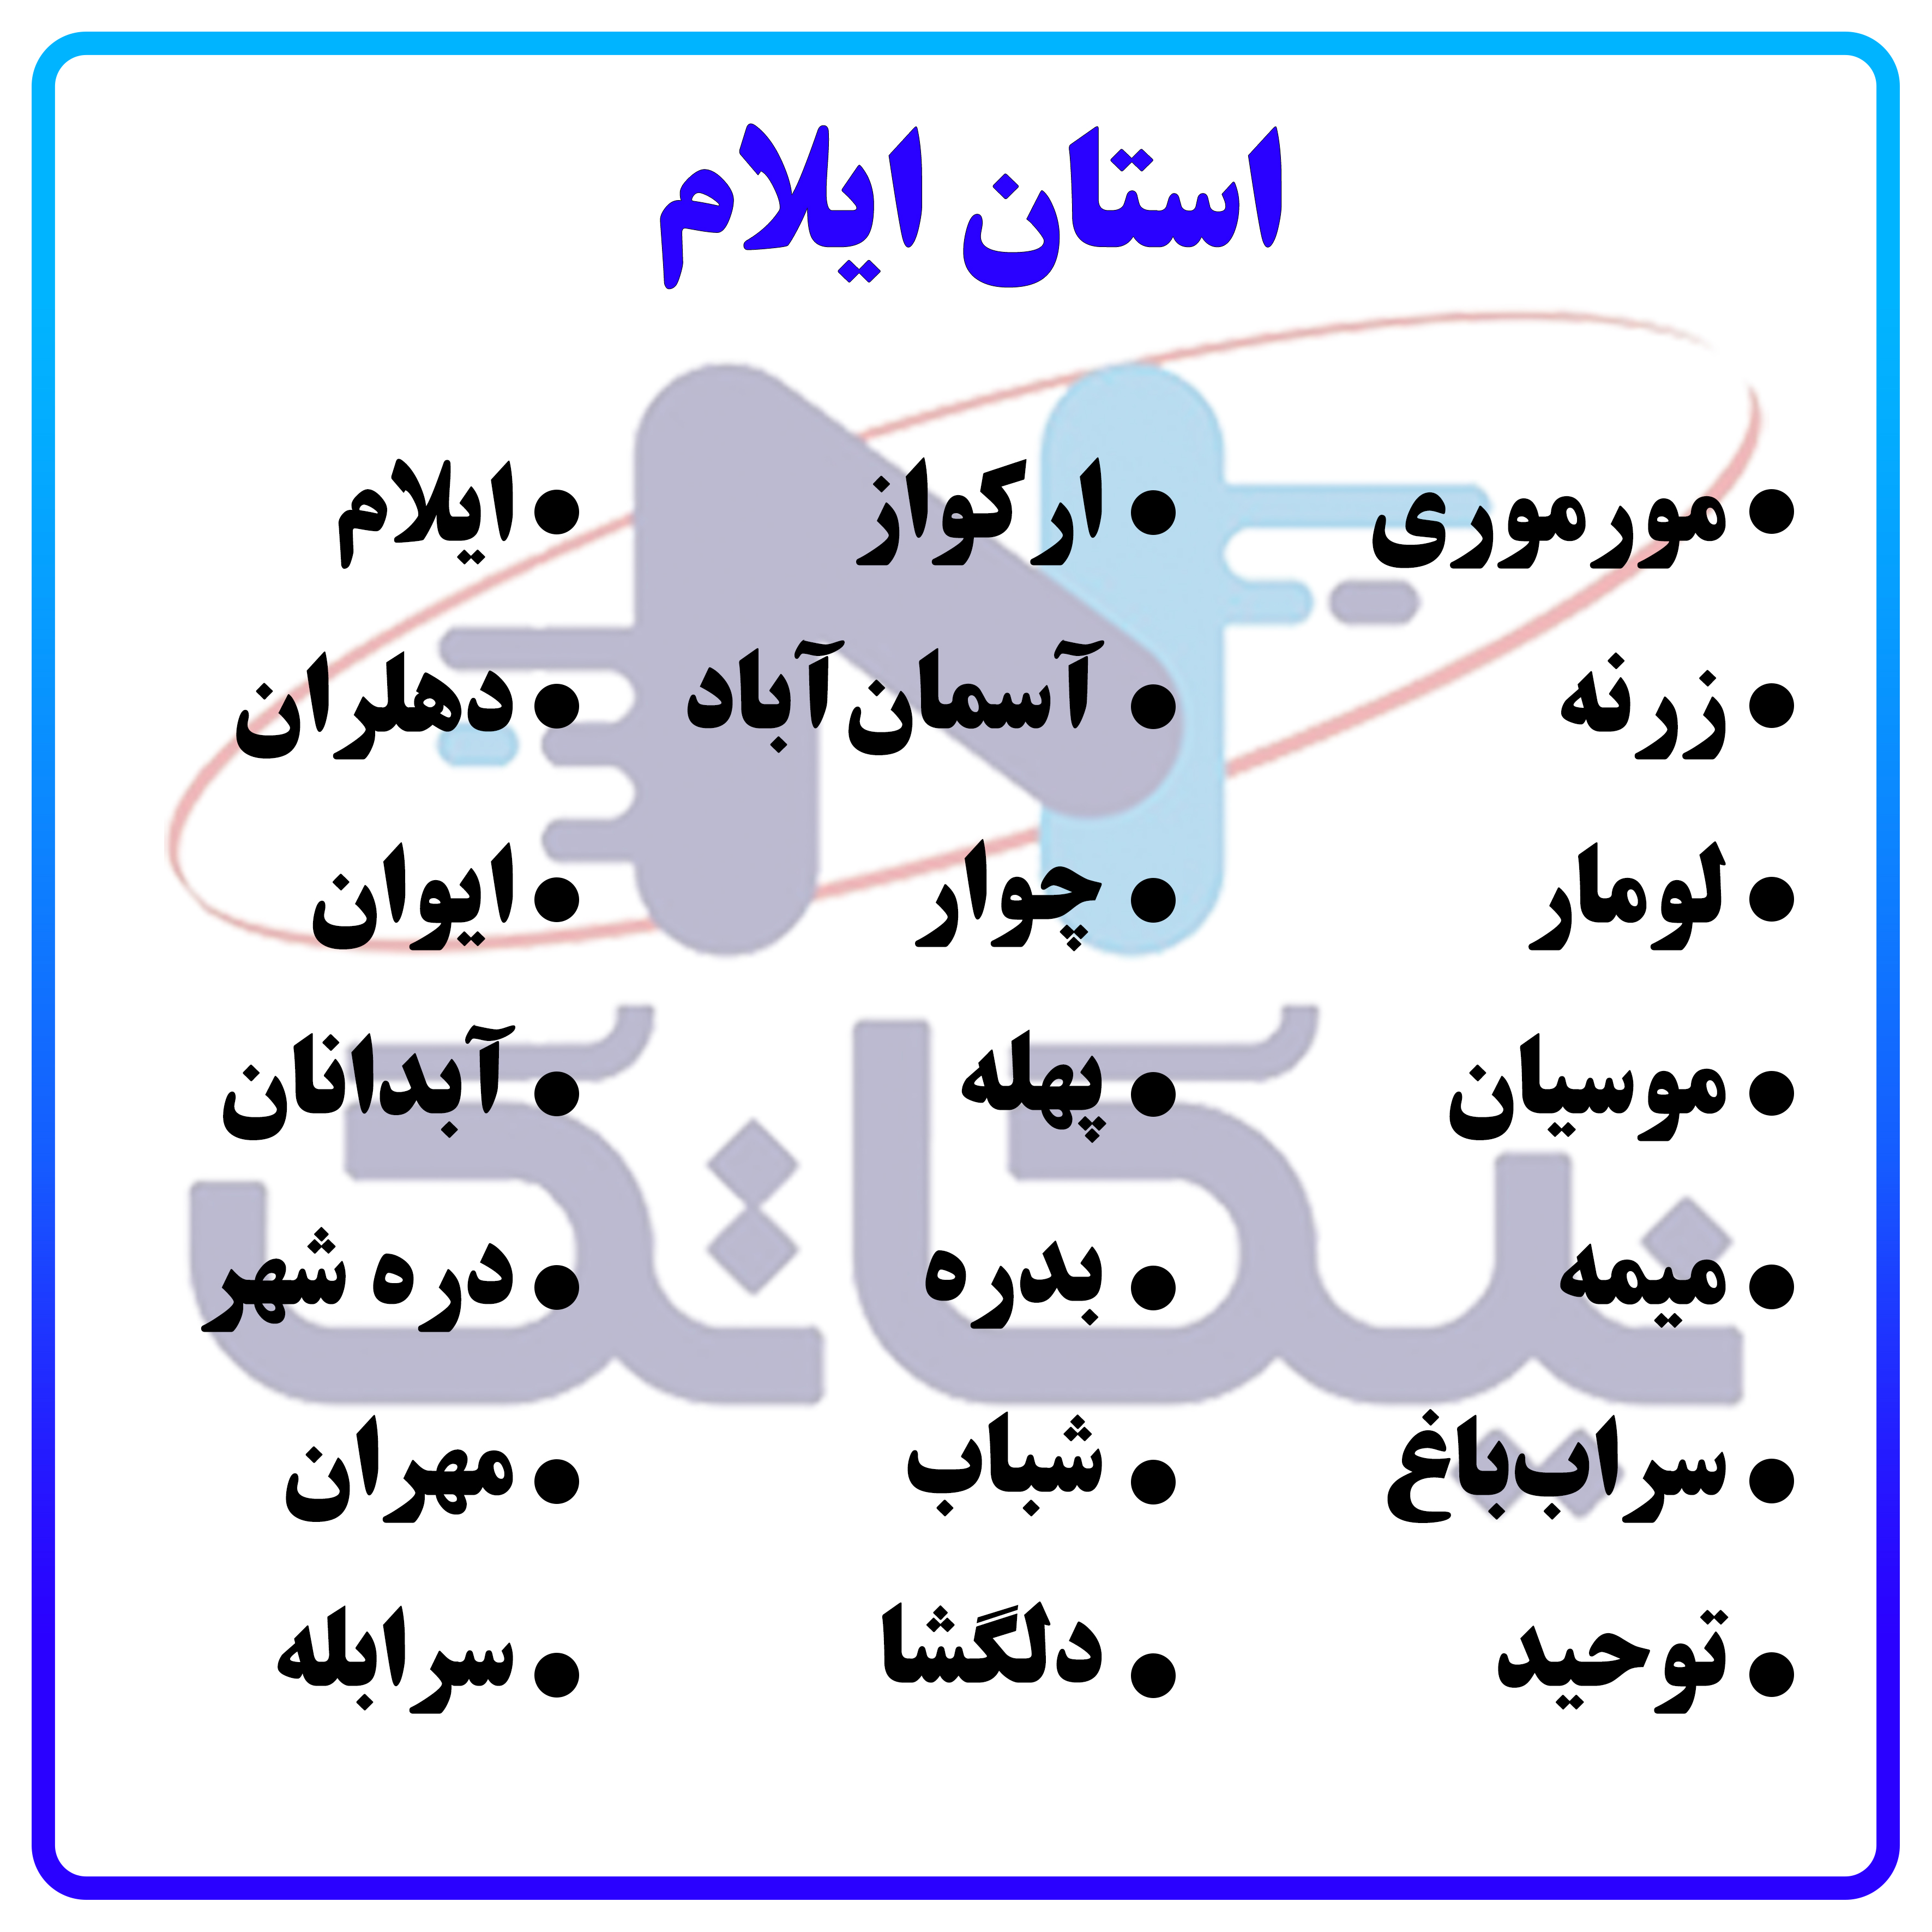 استان ایلام
مورموری
ارکواز
ایلام
زرنه
آسمان آباد
دهلران
لومار
چوار
ایوان
موسیان
پهله
آبدانان
میمه
بدره
دره شهر
سراب باغ
شباب
مهران
توحید
دلگشا
سرابله
نیکاتک